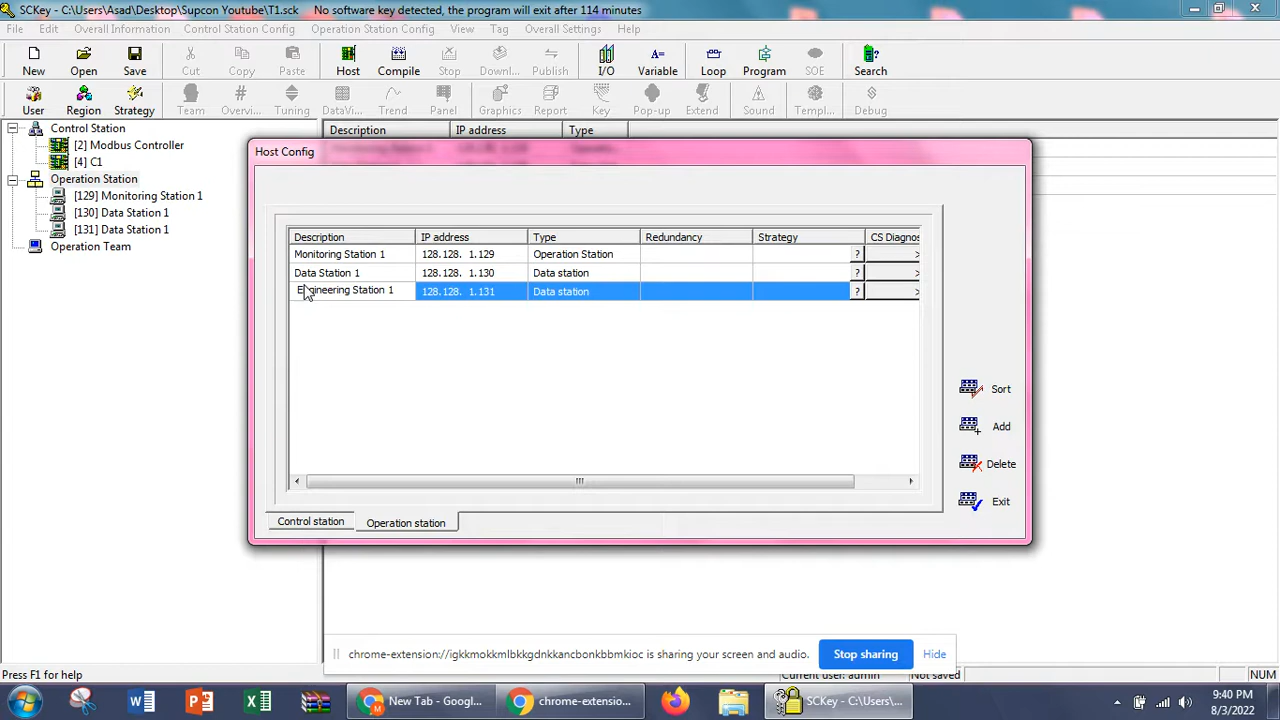 SCKey - C:\Users\Asad\Desktop\Supcon Youtube\T1.sck No software key detected, the program will exit after 114 minutes
File Edit Overall Information Control Station Config Operation Station Config View Tag Overall Settings Help
New Open Save Cut Copy Paste Host Compile Stop Downl... Publish I/O Variable Loop Program SOE Search
User Region Strategy Team Overvi... Tuning DataVi... Trend Panel Graphics Report Key Pop-up Extend Sound Templ... Debug
Control Station
[2] Modbus Controller
[4] C1
Operation Station
[129] Monitoring Station 1
[130] Data Station 1
[131] Data Station 1
Operation Team
Description IP address Type
Host Config
Description IP address Type Redundancy Strategy CS Diagnos
Monitoring Station 1 128.128. 1.129 Operation Station ? >
Data Station 1 128.128. 1.130 Data station ? >
Engineering Station 1 128.128. 1.131 Data station ? >
Sort
Add
Delete
Exit
Control station Operation station
chrome-extension://igkkmokkmlbkkgdnkkancbonkbbmkioc is sharing your screen and audio. Stop sharing Hide
Press F1 for help Current user: admin Not saved NUM
New Tab - Google... chrome-extensio... SCKey - C:\Users\... 9:40 PM
8/3/2022